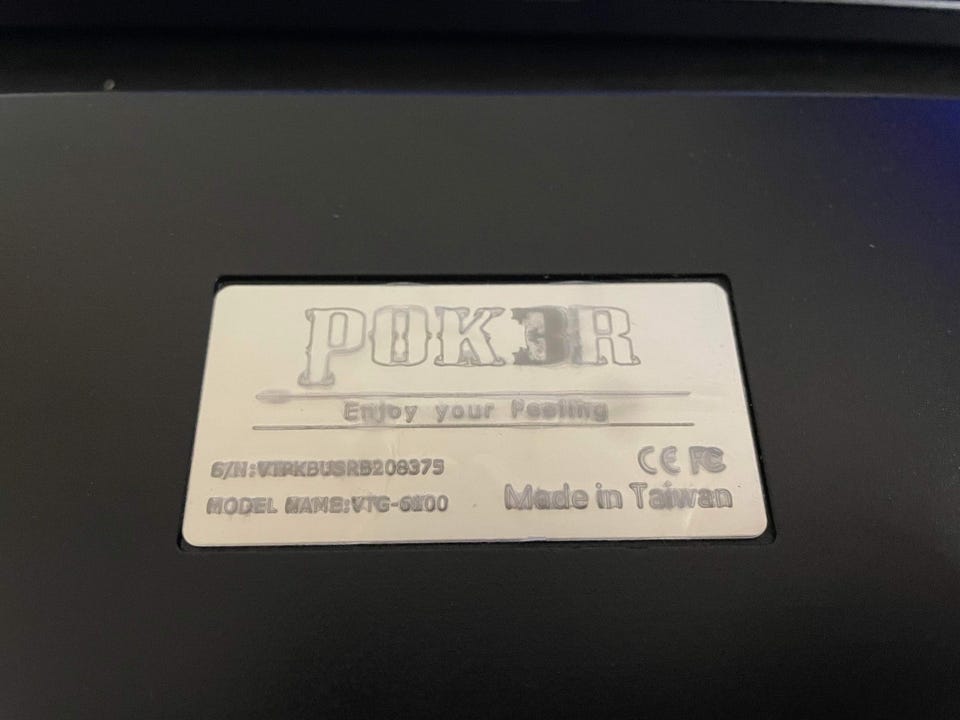 POK3R
Enjoy your Feeling
S/N:VTPKBUSRB208375
CE FC
MODEL NAME:VTG-6100
Made in Taiwan